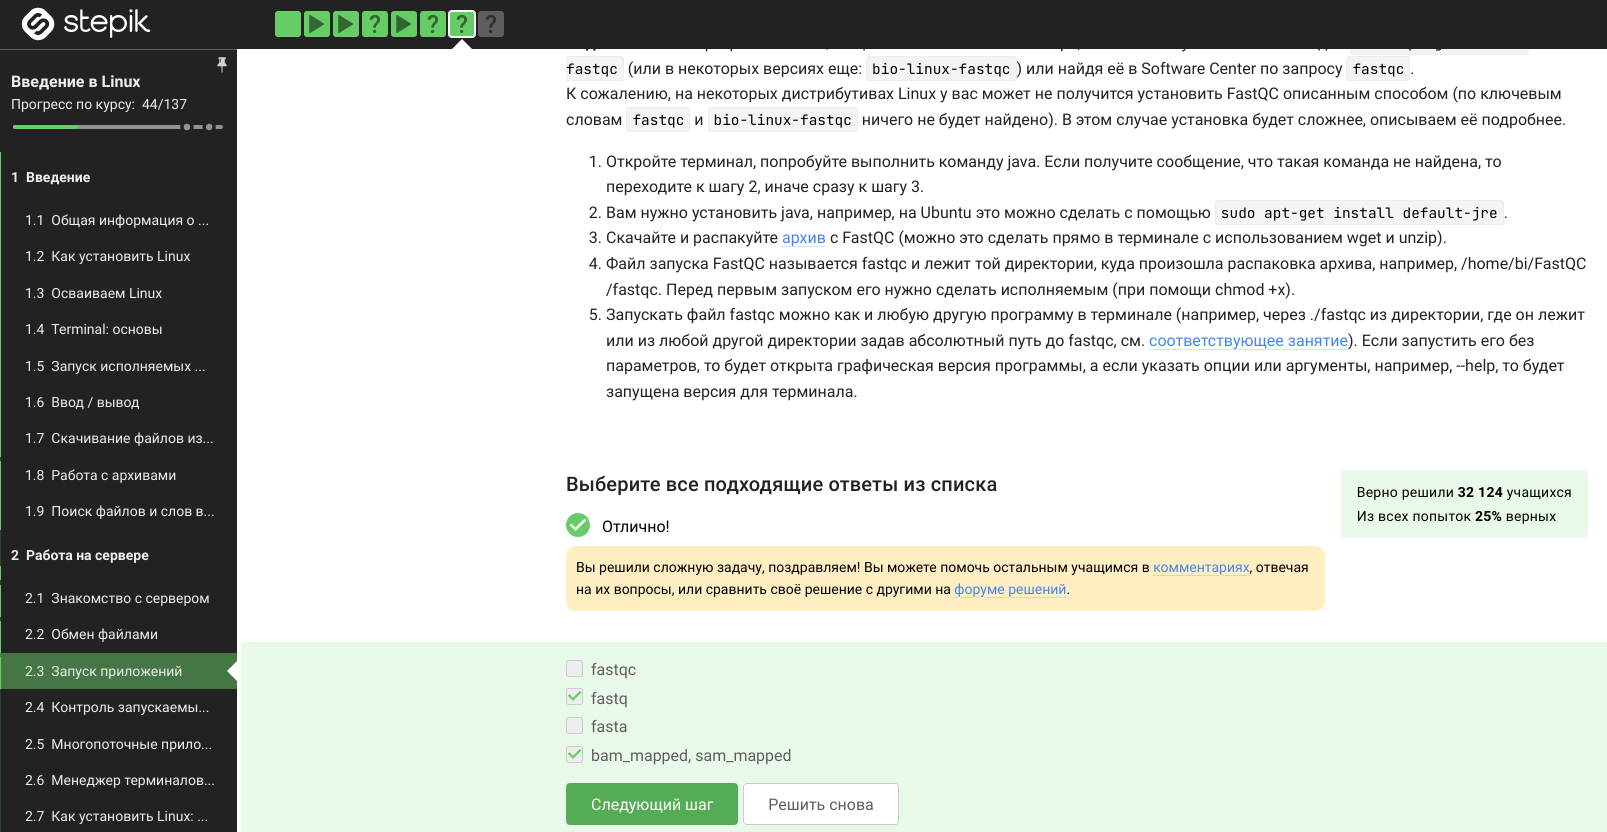 stepik
Введение в Linux
Прогресс по курсу: 44/137
1 Введение
1.1 Общая информация о ...
1.2 Как установить Linux
1.3 Осваиваем Linux
1.4 Terminal: основы
1.5 Запуск исполняемых ...
1.6 Ввод / вывод
1.7 Скачивание файлов из...
1.8 Работа с архивами
1.9 Поиск файлов и слов в...
2 Работа на сервере
2.1 Знакомство с сервером
2.2 Обмен файлами
2.3 Запуск приложений
2.4 Контроль запускаемы...
2.5 Многопоточные прило...
2.6 Менеджер терминалов...
2.7 Как установить Linux: ...
fastqc (или в некоторых версиях еще: bio-linux-fastqc ) или найдя её в Software Center по запросу fastqc .
К сожалению, на некоторых дистрибутивах Linux у вас может не получится установить FastQC описанным способом (по ключевым
словам fastqc и bio-linux-fastqc ничего не будет найдено). В этом случае установка будет сложнее, описываем её подробнее.
1. Откройте терминал, попробуйте выполнить команду java. Если получите сообщение, что такая команда не найдена, то
переходите к шагу 2, иначе сразу к шагу 3.
2. Вам нужно установить java, например, на Ubuntu это можно сделать с помощью sudo apt-get install default-jre .
3. Скачайте и распакуйте архив с FastQC (можно это сделать прямо в терминале с использованием wget и unzip).
4. Файл запуска FastQC называется fastqc и лежит той директории, куда произошла распаковка архива, например, /home/bi/FastQC
/fastqc. Перед первым запуском его нужно сделать исполняемым (при помощи chmod +x).
5. Запускать файл fastqc можно как и любую другую программу в терминале (например, через ./fastqc из директории, где он лежит
или из любой другой директории задав абсолютный путь до fastqc, см. соответствующее занятие). Если запустить его без
параметров, то будет открыта графическая версия программы, а если указать опции или аргументы, например, --help, то будет
запущена версия для терминала.
Выберите все подходящие ответы из списка
Отлично!
Вы решили сложную задачу, поздравляем! Вы можете помочь остальным учащимся в комментариях, отвечая
на их вопросы, или сравнить своё решение с другими на форуме решений.
Верно решили 32 124 учащихся
Из всех попыток 25% верных
fastqc
fastq
fasta
bam_mapped, sam_mapped
Следующий шаг
Решить снова